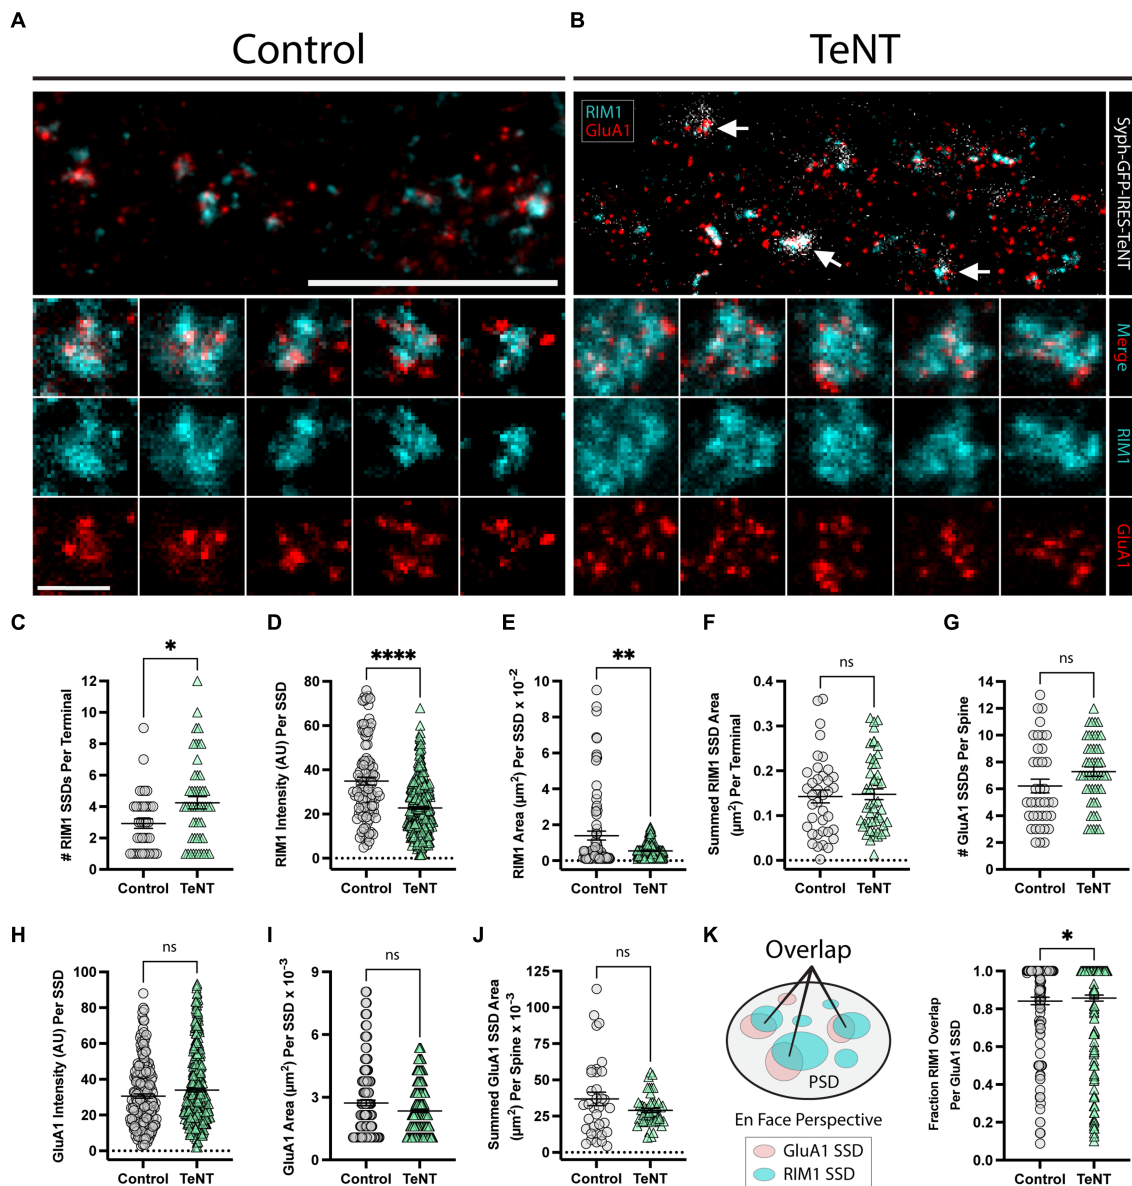 A
Control
B
TeNT
RIM1
GluA1
Syph-GFP-IRES-TeNT
Merge
RIM1
GluA1
C
# RIM1 SSDs Per Terminal
*
12
10
8
6
4
2
0
Control
TeNT
D
RIM1 Intensity (AU) Per SSD
****
80
60
40
20
0
Control
TeNT
E
RIM1 Area (µm²) Per SSD x 10⁻²
**
10
8
6
4
2
0
Control
TeNT
F
Summed RIM1 SSD Area
(µm²) Per Terminal
ns
0.4
0.3
0.2
0.1
0.0
Control
TeNT
G
# GluA1 SSDs Per Spine
ns
14
12
10
8
6
4
2
0
Control
TeNT
H
GluA1 Intensity (AU) Per SSD
ns
100
80
60
40
20
0
Control
TeNT
I
GluA1 Area (µm²) Per SSD x 10⁻³
ns
9
6
3
0
Control
TeNT
J
Summed GluA1 SSD Area
(µm²) Per Spine x 10⁻³
ns
125
100
75
50
25
0
Control
TeNT
K
Overlap
PSD
En Face Perspective
GluA1 SSD
RIM1 SSD
Fraction RIM1 Overlap
Per GluA1 SSD
*
1.0
0.8
0.6
0.4
0.2
0.0
Control
TeNT